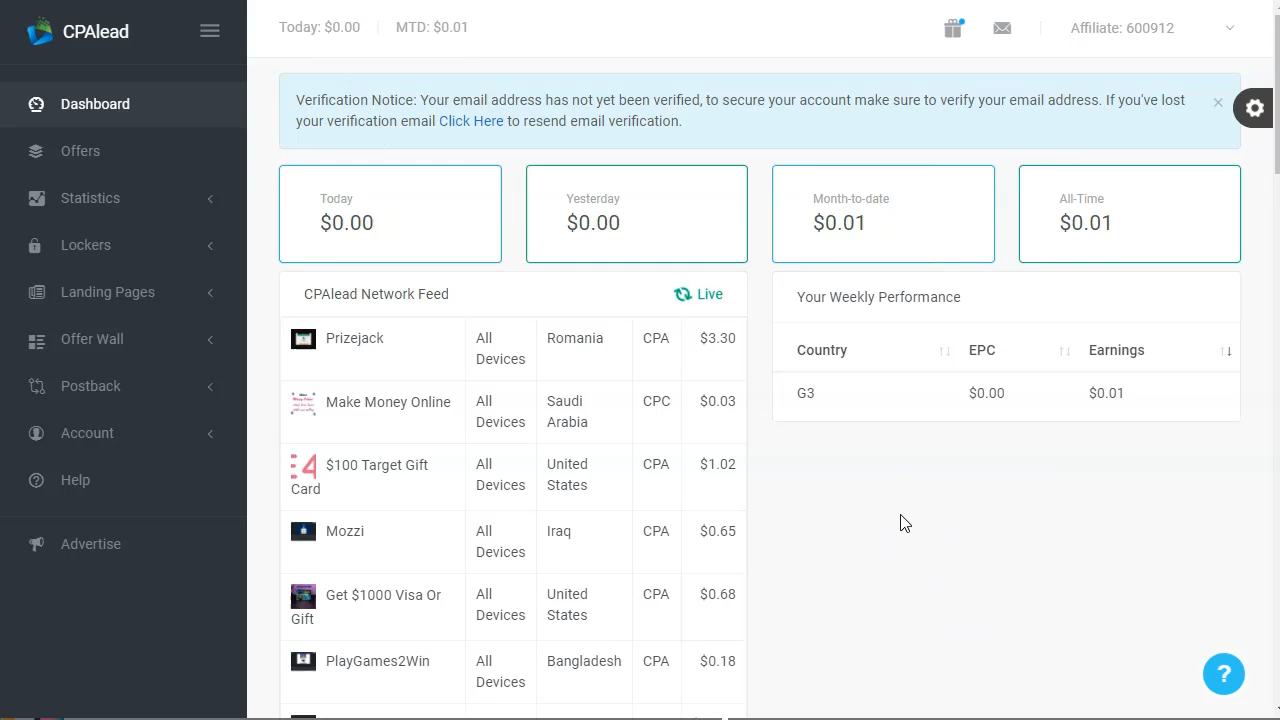 CPAlead
Today: $0.00
MTD: $0.01
Affiliate: 600912
Dashboard
Offers
Statistics
Lockers
Landing Pages
Offer Wall
Postback
Account
Help
Advertise
Verification Notice: Your email address has not yet been verified, to secure your account make sure to verify your email address. If you've lost
your verification email Click Here to resend email verification.
×
Today
$0.00
Yesterday
$0.00
Month-to-date
$0.01
All-Time
$0.01
CPAlead Network Feed
Live
Prizejack
All
Devices
Romania
CPA
$3.30
Make Money Online
All
Devices
Saudi
Arabia
CPC
$0.03
$100 Target Gift
Card
All
Devices
United
States
CPA
$1.02
Mozzi
All
Devices
Iraq
CPA
$0.65
Get $1000 Visa Or
Gift
All
Devices
United
States
CPA
$0.68
PlayGames2Win
All
Devices
Bangladesh
CPA
$0.18
Your Weekly Performance
Country
EPC
Earnings
G3
$0.00
$0.01
?